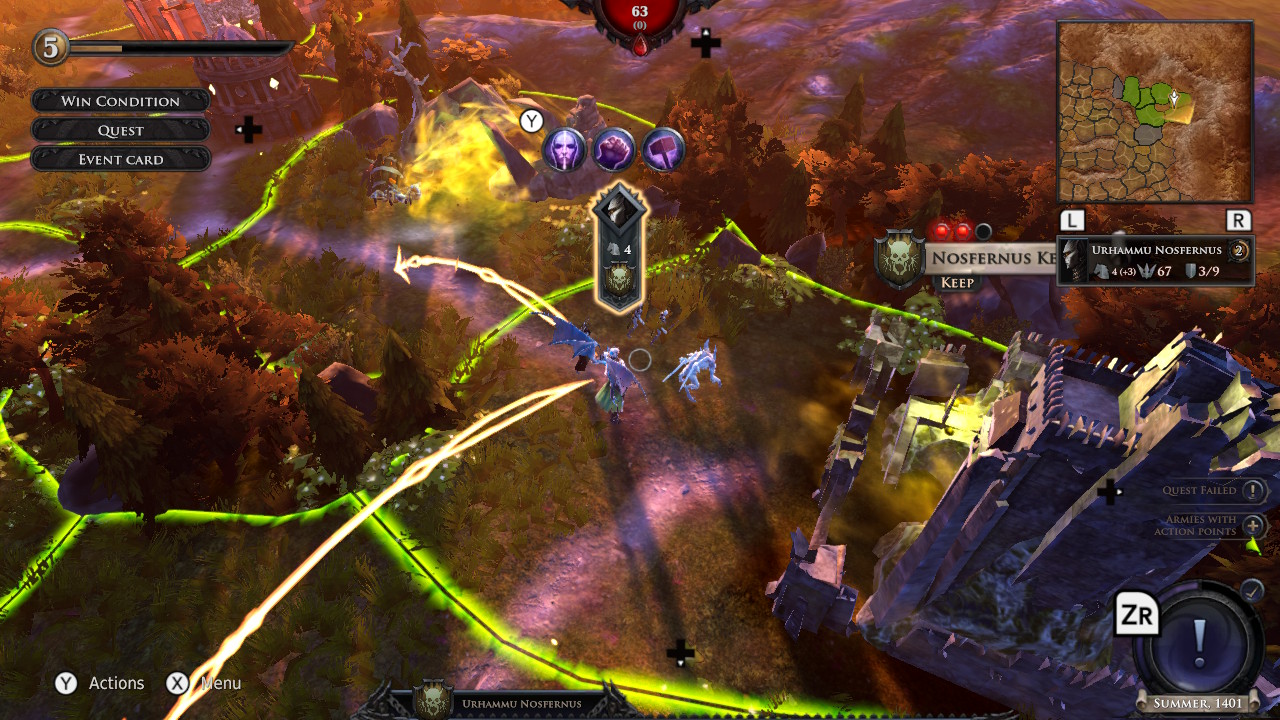 63
(0)
5
WIN CONDITION
QUEST
EVENT CARD
Y
4
L
R
URHAMMU NOSFERNUS 2
4 (+3) 67 3/9
NOSFERNUS KE
KEEP
QUEST FAILED
ARMIES WITH
ACTION POINTS
ZR
Y Actions X Menu
URHAMMU NOSFERNUS
SUMMER, 1401